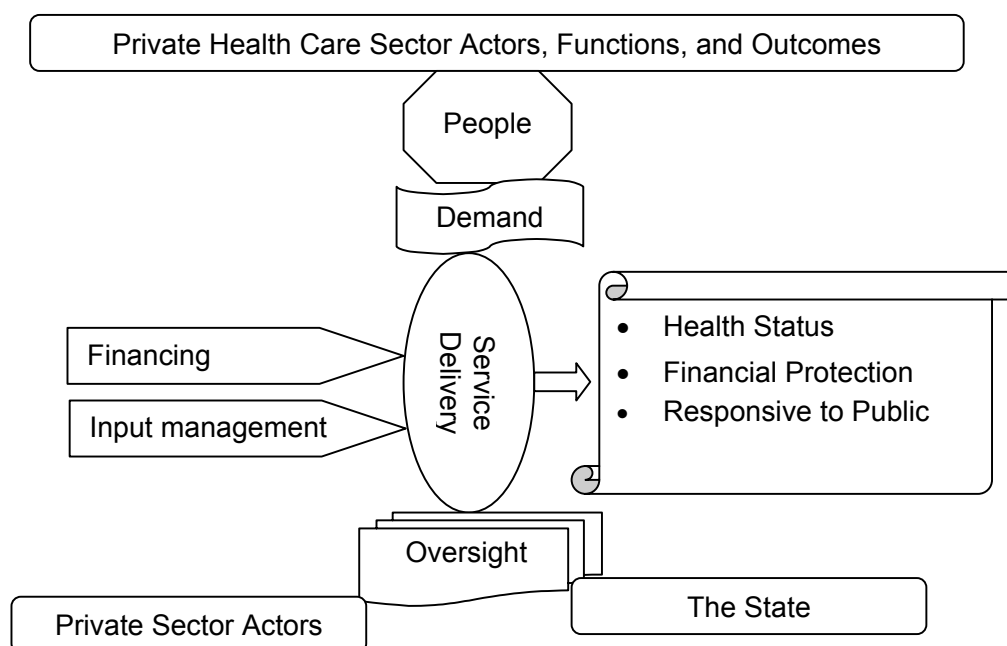 Private Health Care Sector Actors, Functions, and Outcomes
People
Demand
Service
Delivery
Financing
Input management
• Health Status
• Financial Protection
• Responsive to Public
Oversight
The State
Private Sector Actors